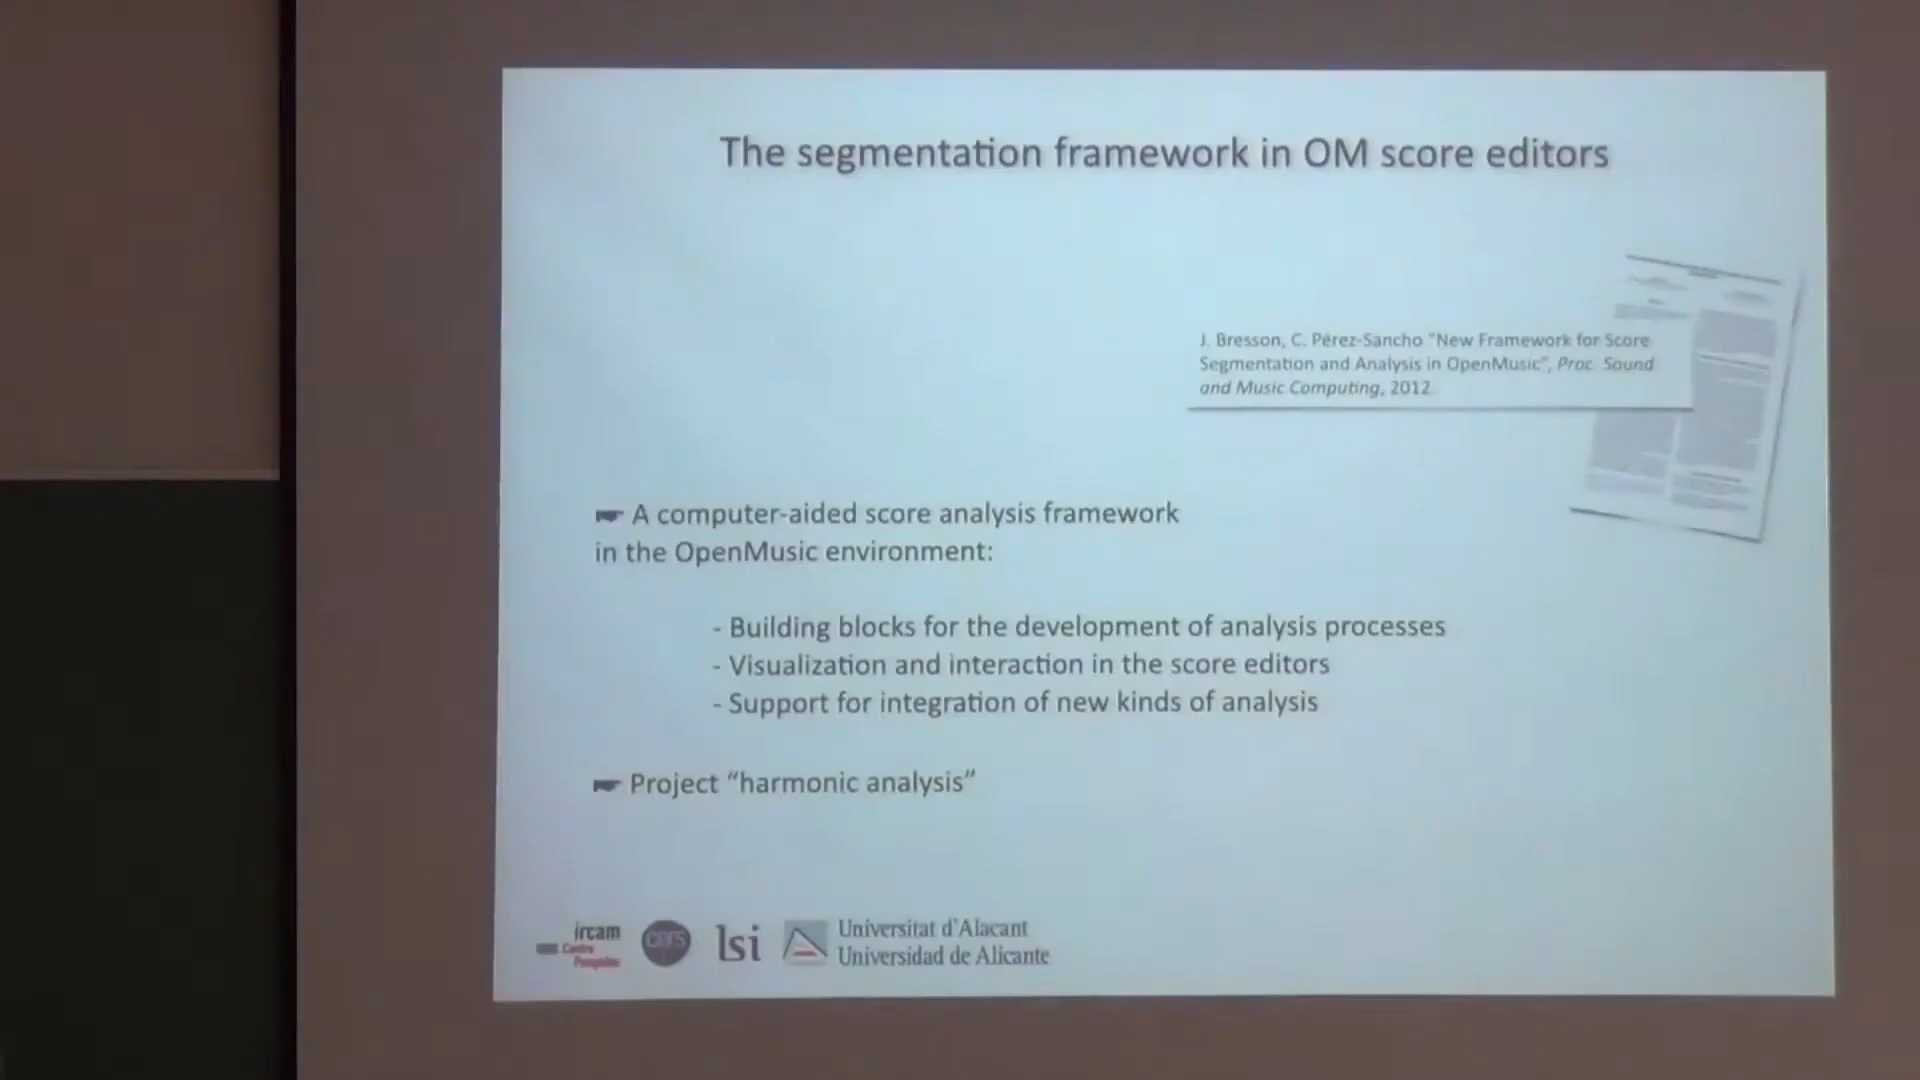 The segmentation framework in OM score editors
J. Bresson, C. Pérez-Sancho "New Framework for Score
Segmentation and Analysis in OpenMusic", Proc. Sound
and Music Computing, 2012.
A computer-aided score analysis framework
in the OpenMusic environment:
- Building blocks for the development of analysis processes
- Visualization and interaction in the score editors
- Support for integration of new kinds of analysis
Project "harmonic analysis"
ircam
Centre
Pompidou
cnrs
lsi
Universitat d'Alacant
Universidad de Alicante